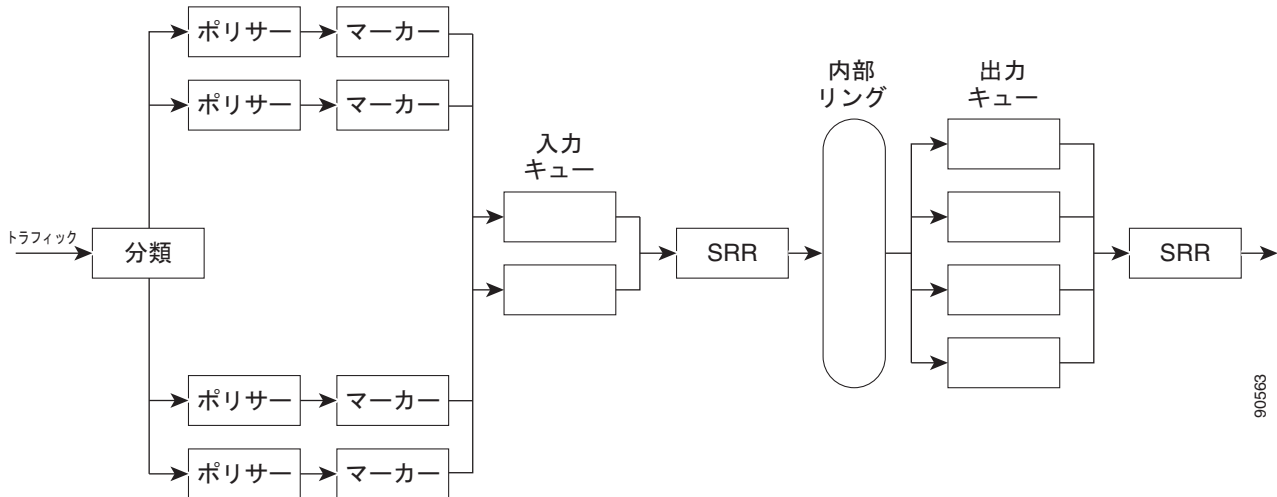 ポリサー
マーカー
ポリサー
マーカー
内部
リング
出力
キュー
入力
キュー
トラフィック
分類
SRR
SRR
ポリサー
マーカー
ポリサー
マーカー
90563